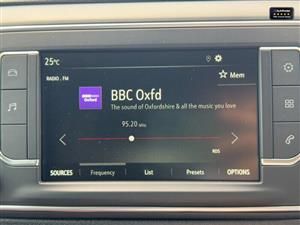 25°C
RADIO . FM
Mem
BBC Oxfd
The sound of Oxfordshire & all the music you love
95.20 MHz
RDS
SOURCES
Frequency
List
Presets
OPTIONS